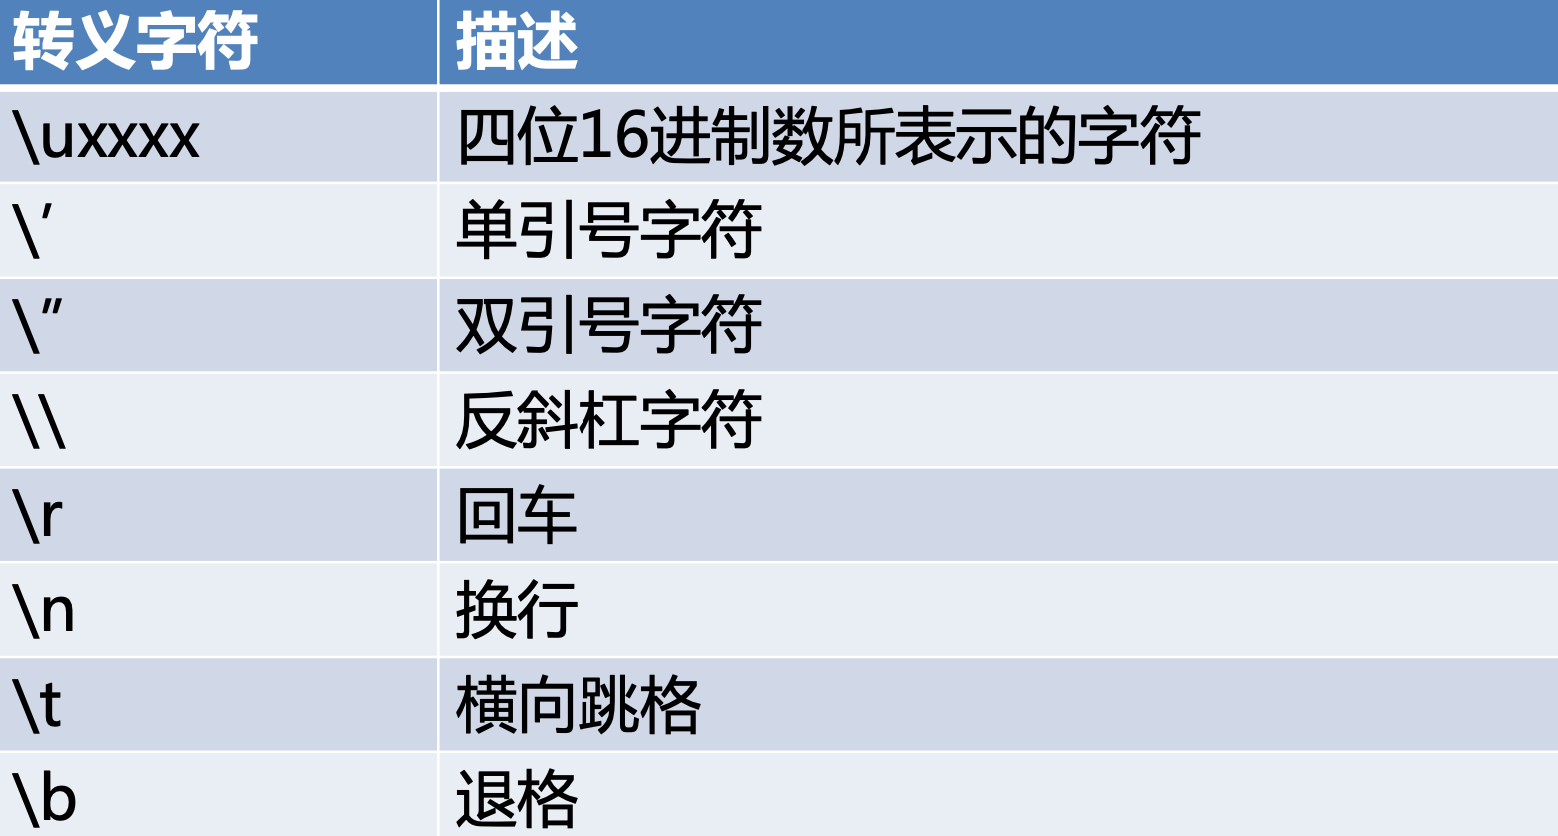 转义字符 描述
\uxxxx 四位16进制数所表示的字符
\’ 单引号字符
\” 双引号字符
\\ 反斜杠字符
\r 回车
\n 换行
\t 横向跳格
\b 退格